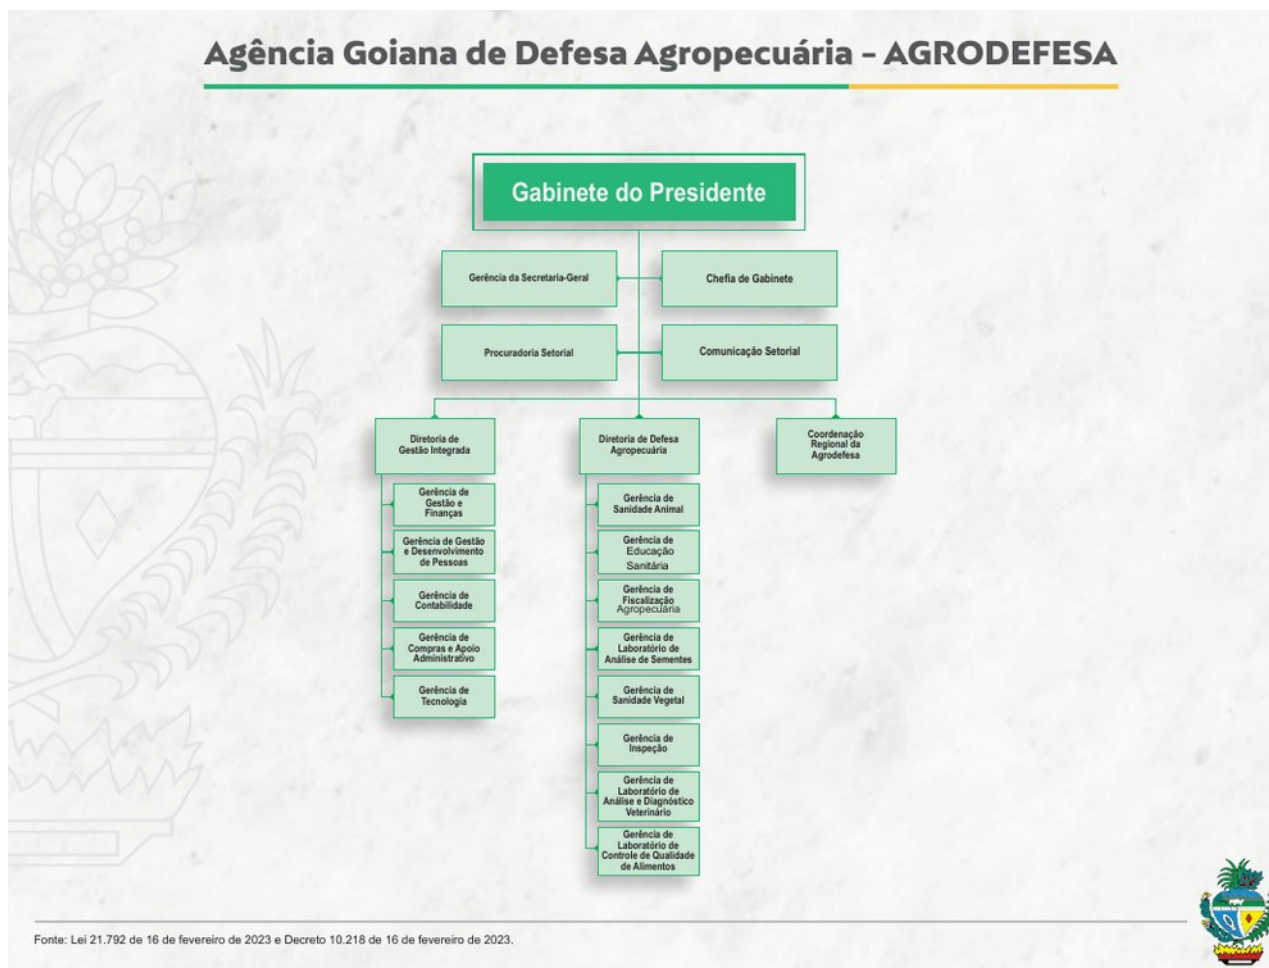 Agência Goiana de Defesa Agropecuária - AGRODEFESA
Gabinete do Presidente
Gerência da Secretaria-Geral
Chefia de Gabinete
Procuradoria Setorial
Comunicação Setorial
Diretoria de
Gestão Integrada
Gerência de
Gestão e
Finanças
Gerência de Gestão
e Desenvolvimento
de Pessoas
Gerência de
Contabilidade
Gerência de
Compras e Apoio
Administrativo
Gerência de
Tecnologia
Diretoria de Defesa
Agropecuária
Gerência de
Sanidade Animal
Gerência de
Educação
Sanitária
Gerência de
Fiscalização
Agropecuária
Gerência de
Laboratório de
Análise de Sementes
Gerência de
Sanidade Vegetal
Gerência de
Inspeção
Gerência de
Laboratório de
Análise e Diagnóstico
Veterinário
Gerência de
Laboratório de
Controle de Qualidade
de Alimentos
Coordenação
Regional da
Agrodefesa
Fonte: Lei 21.792 de 16 de fevereiro de 2023 e Decreto 10.218 de 16 de fevereiro de 2023.